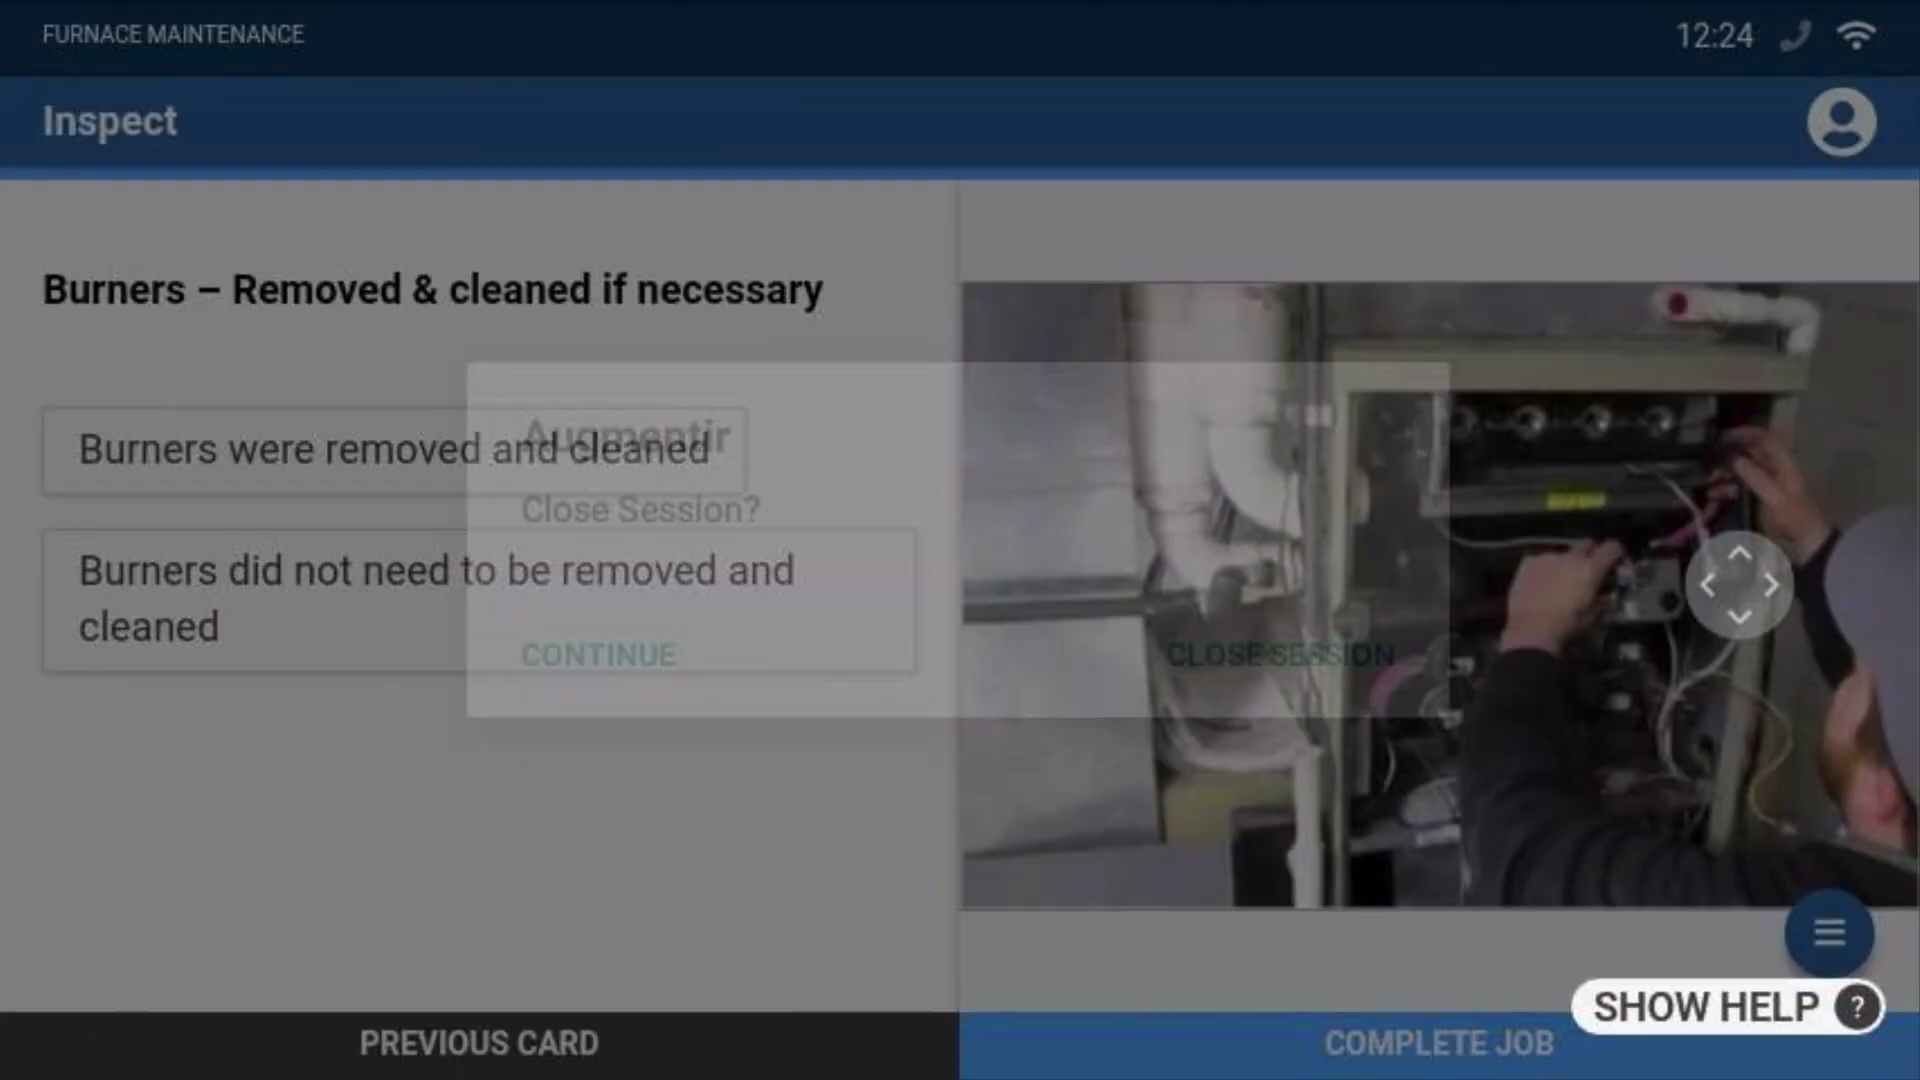 FURNACE MAINTENANCE
12:24
Inspect
Burners – Removed & cleaned if necessary
Burners were removed and cleaned
Augmentir
Close Session?
Burners did not need to be removed and
cleaned
CONTINUE
CLOSE SESSION
SHOW HELP ?
PREVIOUS CARD
COMPLETE JOB